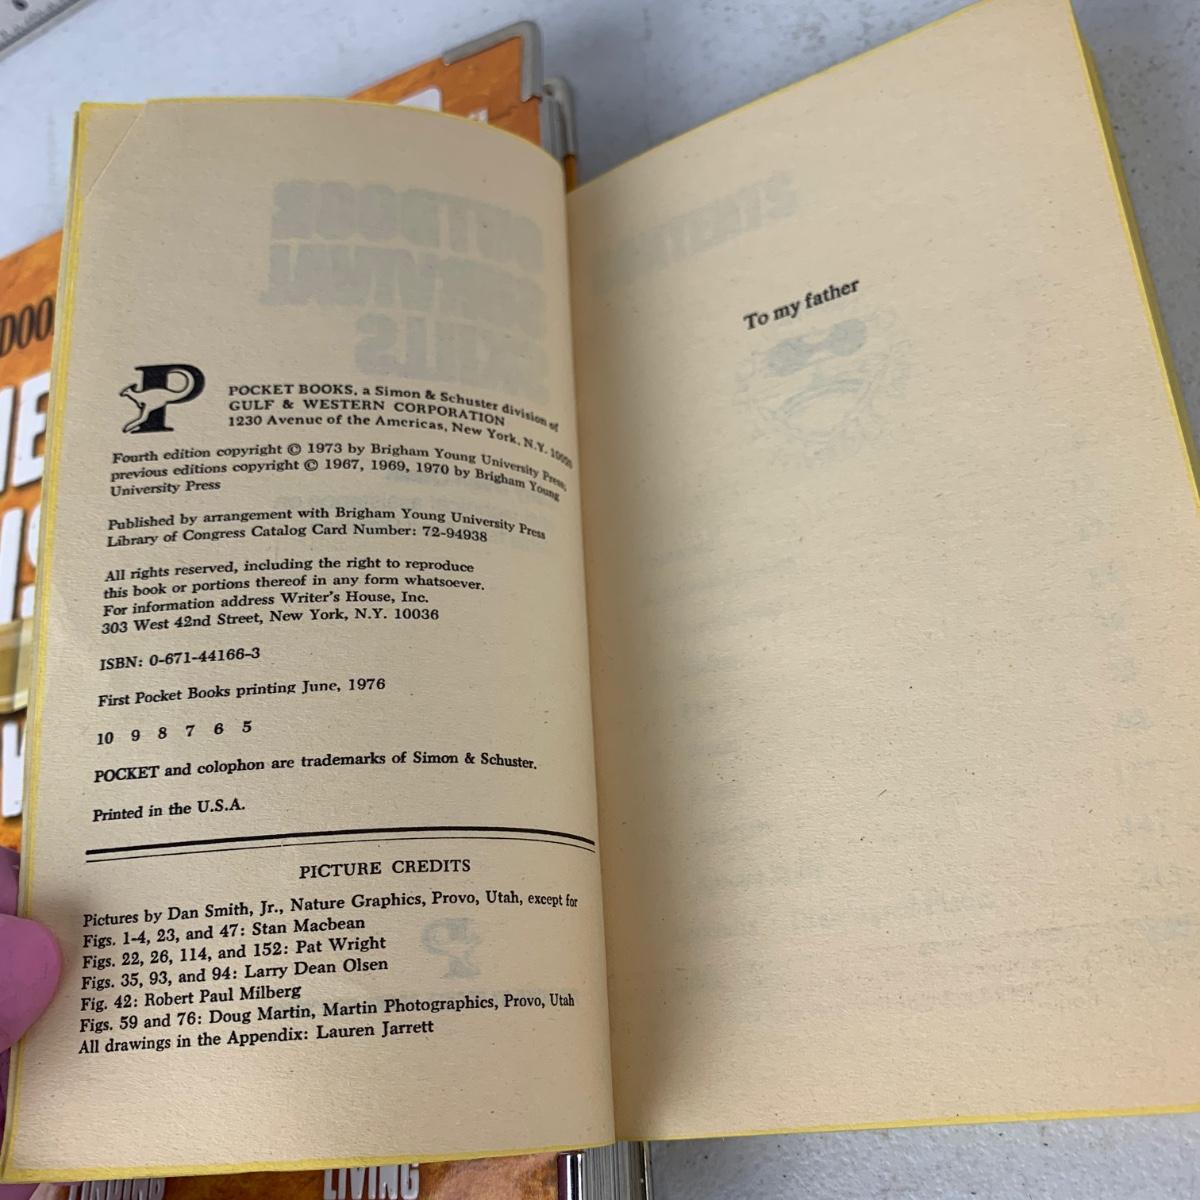 POCKET BOOKS, a Simon & Schuster division of
GULF & WESTERN CORPORATION
1230 Avenue of the Americas, New York, N.Y. 10020
Fourth edition copyright © 1973 by Brigham Young University Press;
previous editions copyright © 1967, 1969, 1970 by Brigham Young
University Press
Published by arrangement with Brigham Young University Press
Library of Congress Catalog Card Number: 72-94938
All rights reserved, including the right to reproduce
this book or portions thereof in any form whatsoever.
For information address Writer's House, Inc.
303 West 42nd Street, New York, N.Y. 10036
ISBN: 0-671-44166-3
First Pocket Books printing June, 1976
10 9 8 7 6 5
POCKET and colophon are trademarks of Simon & Schuster.
Printed in the U.S.A.
PICTURE CREDITS
Pictures by Dan Smith, Jr., Nature Graphics, Provo, Utah, except for
Figs. 1-4, 23, and 47: Stan Macbean
Figs. 22, 26, 114, and 152: Pat Wright
Figs. 35, 93, and 94: Larry Dean Olsen
Fig. 42: Robert Paul Milberg
Figs. 59 and 76: Doug Martin, Martin Photographics, Provo, Utah
All drawings in the Appendix: Lauren Jarrett
To my father
LIVING